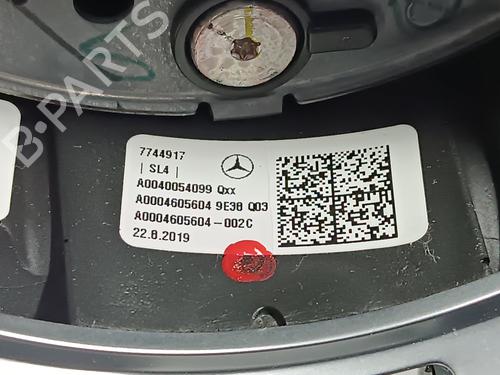 B-PARTS
7744917
| SL4 |
A0040054099 Qxx
A0004605604 9E38 Q03
A0004605604-002C
22.8.2019